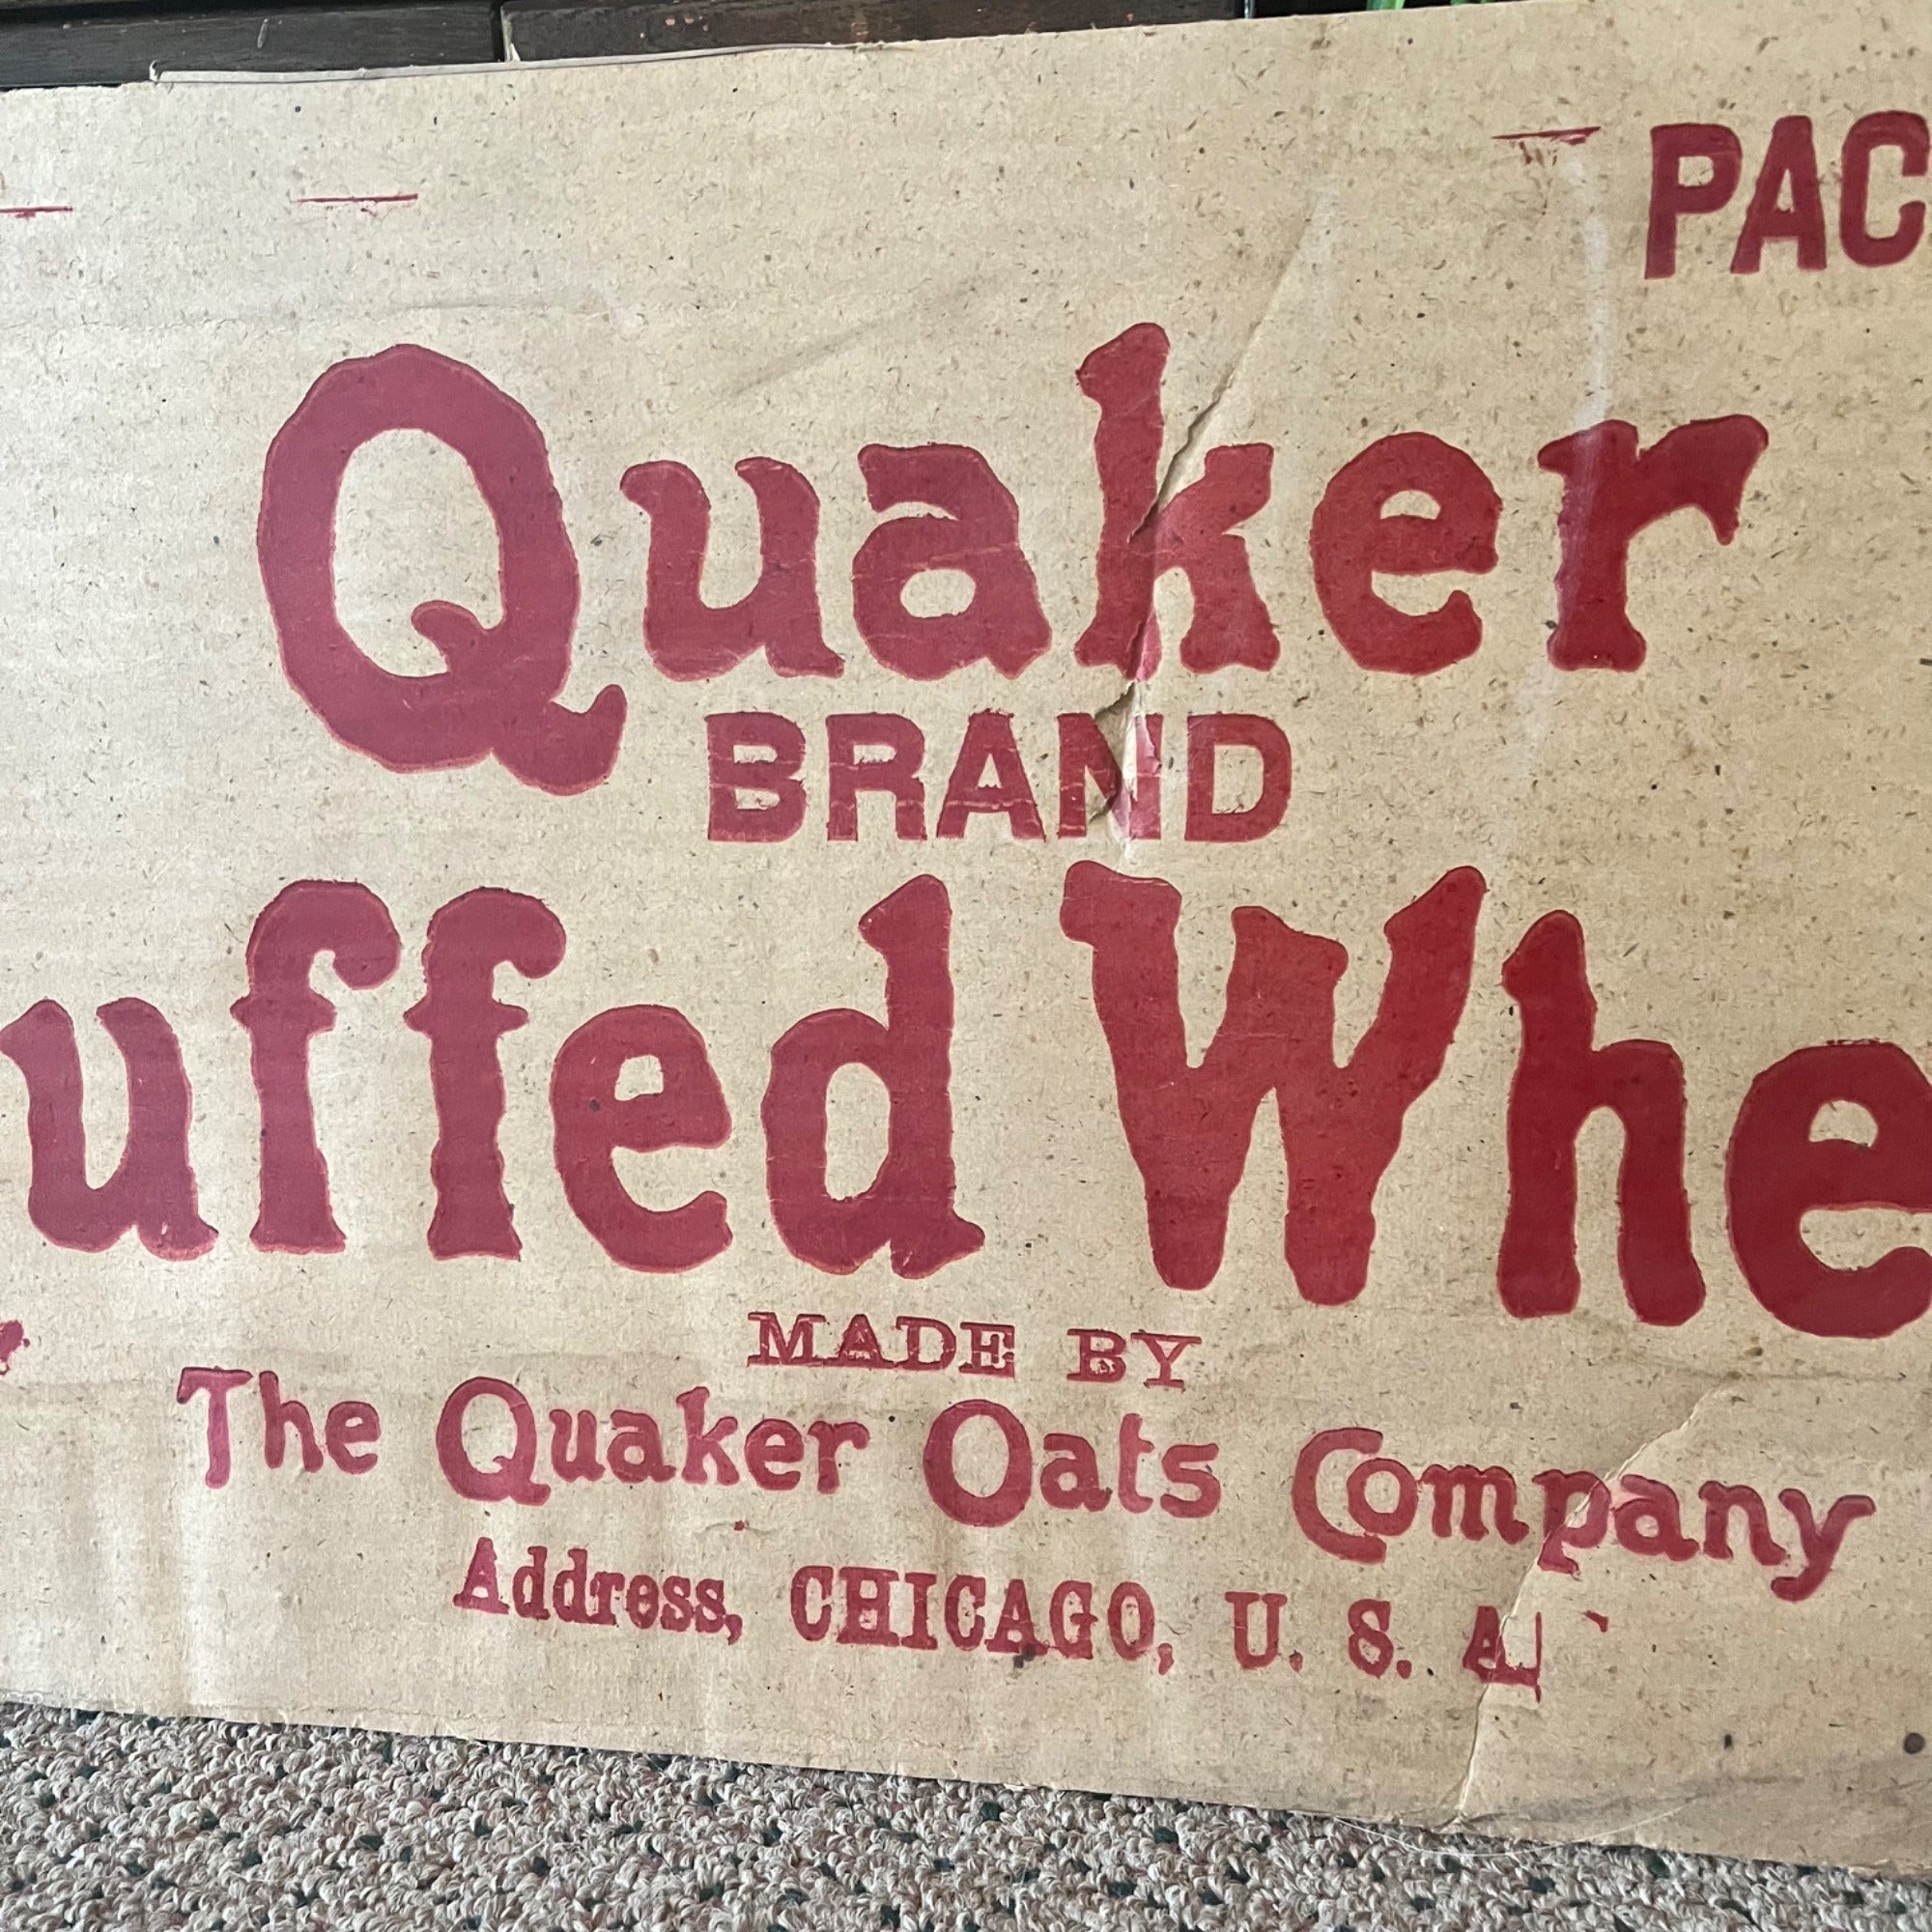 PAC
Quaker
BRAND
uffed Whe
MADE BY
The Quaker Oats Company
Address, CHICAGO, U. S. A